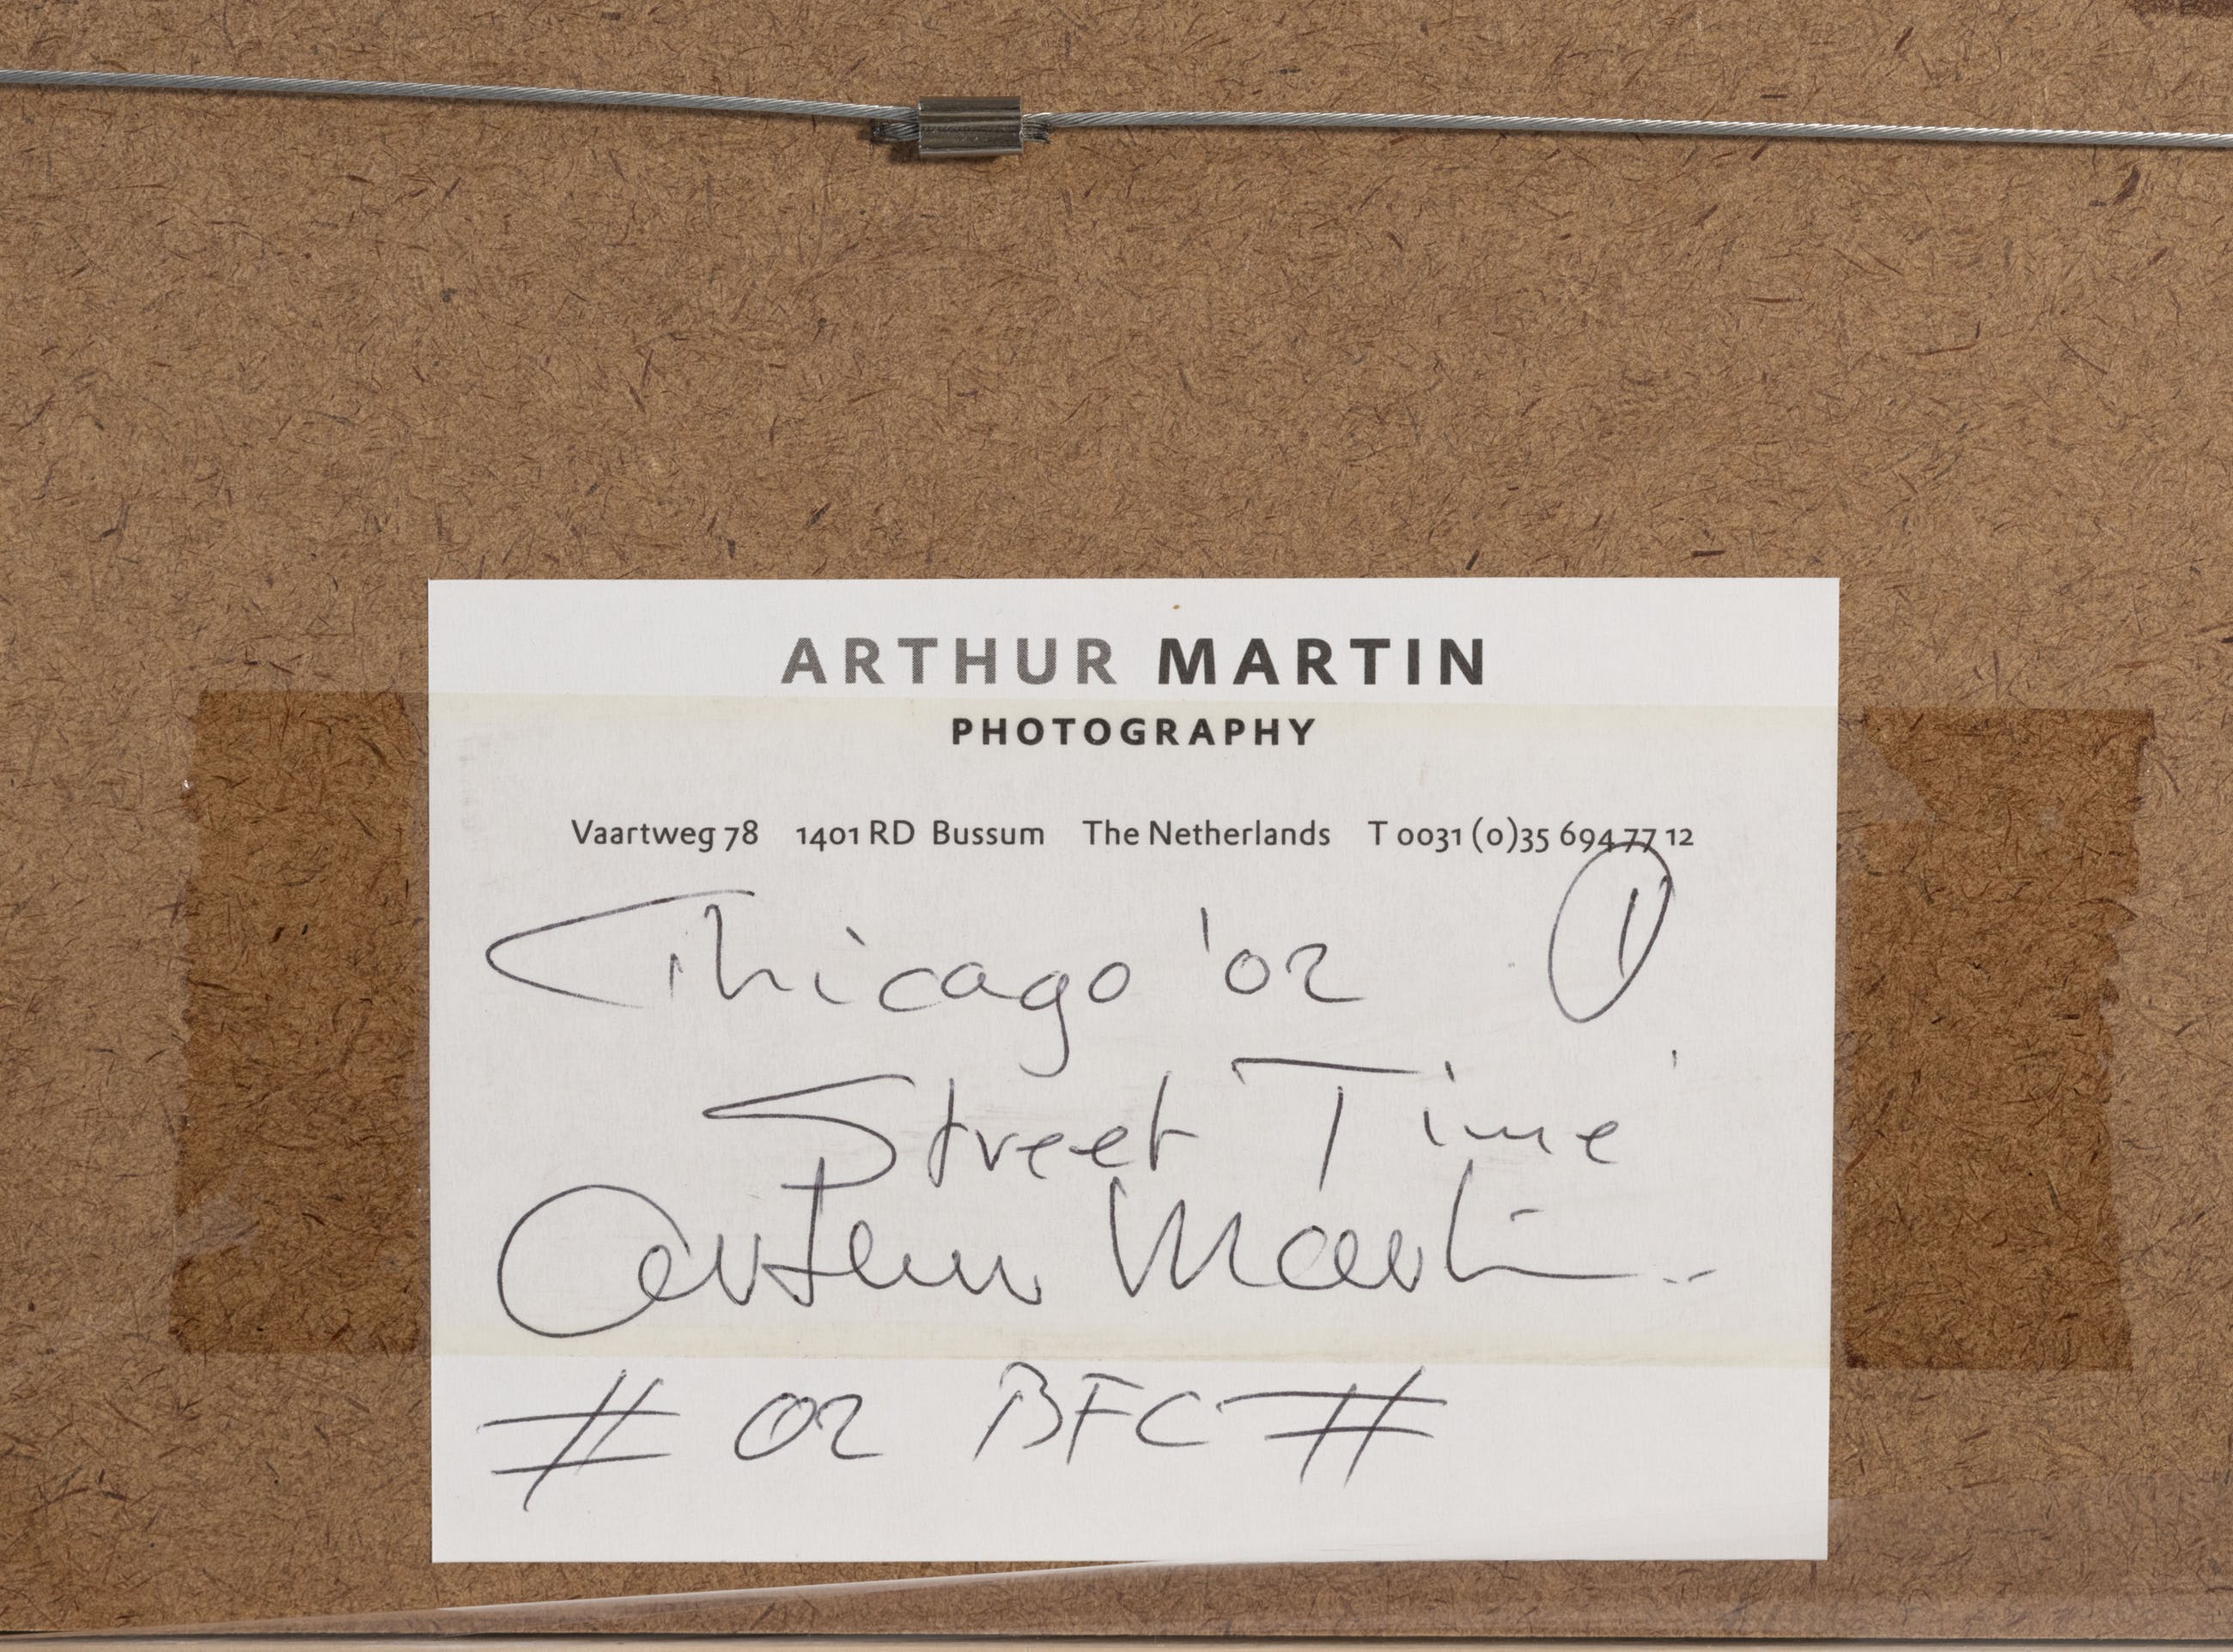 ARTHUR MARTIN
PHOTOGRAPHY
Vaartweg 78 1401 RD Bussum The Netherlands T 0031 (0)35 694 77 12
Chicago '02 1
Street Time'
Arthur Martin
# 02 BFC #